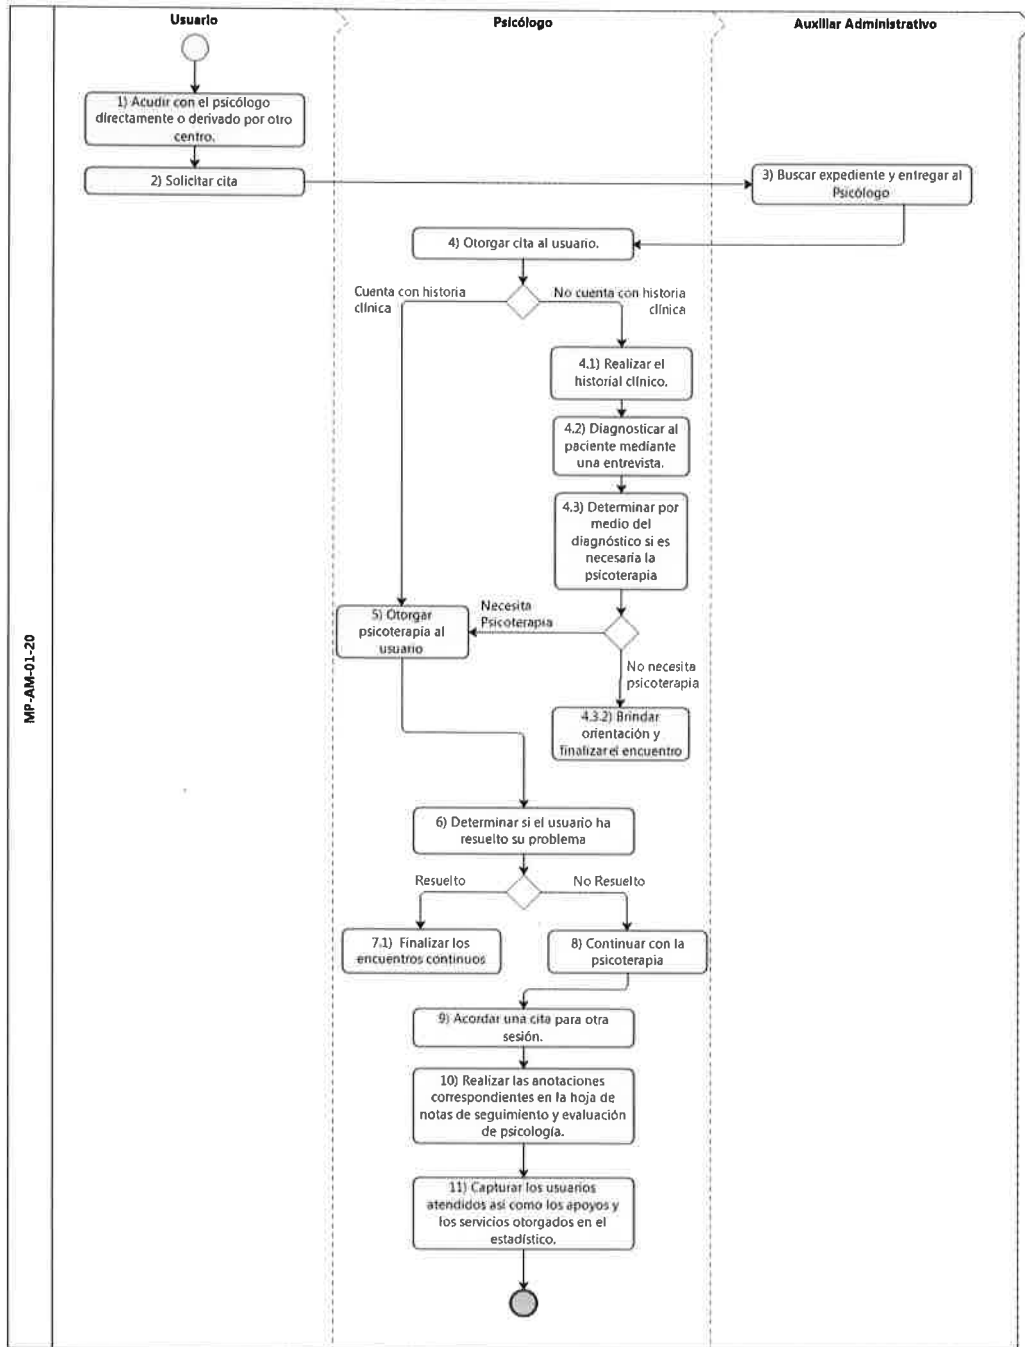 Usuario
Psicólogo
Auxiliar Administrativo
1) Acudir con el psicólogo
directamente o derivado por otro
centro.
2) Solicitar cita
3) Buscar expediente y entregar al
Psicólogo
4) Otorgar cita al usuario.
Cuenta con historia
clínica
No cuenta con historia
clínica
4.1) Realizar el
historial clínico.
4.2) Diagnosticar al
paciente mediante
una entrevista.
4.3) Determinar por
medio del
diagnóstico si es
necesaria la
psicoterapia
Necesita
Psicoterapia
5) Otorgar
psicoterapia al
usuario
No necesita
psicoterapia
4.3.2) Brindar
orientación y
finalizar el encuentro
MP-AM-01-20
6) Determinar si el usuario ha
resuelto su problema
Resuelto
No Resuelto
7.1) Finalizar los
encuentros continuos
8) Continuar con la
psicoterapia
9) Acordar una cita para otra
sesión.
10) Realizar las anotaciones
correspondientes en la hoja de
notas de seguimiento y evaluación
de psicología.
11) Capturar los usuarios
atendidos así como los apoyos y
los servicios otorgados en el
estadístico.